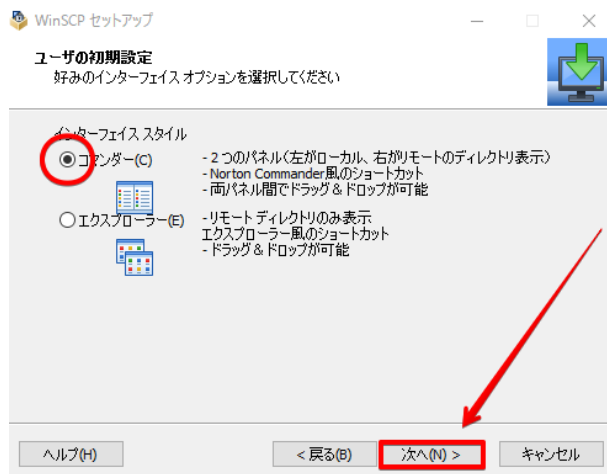 WinSCP セットアップ
ユーザの初期設定
好みのインターフェイス オプションを選択してください
インターフェイス スタイル
コマンダー(C)
- 2 つのパネル(左がローカル、右がリモートのディレクトリ表示)
- Norton Commander風のショートカット
- 両パネル間でドラッグ & ドロップが可能
エクスプローラー(E)
- リモート ディレクトリのみ表示
エクスプローラー風のショートカット
- ドラッグ & ドロップが可能
ヘルプ(H)
< 戻る(B)
次へ(N) >
キャンセル